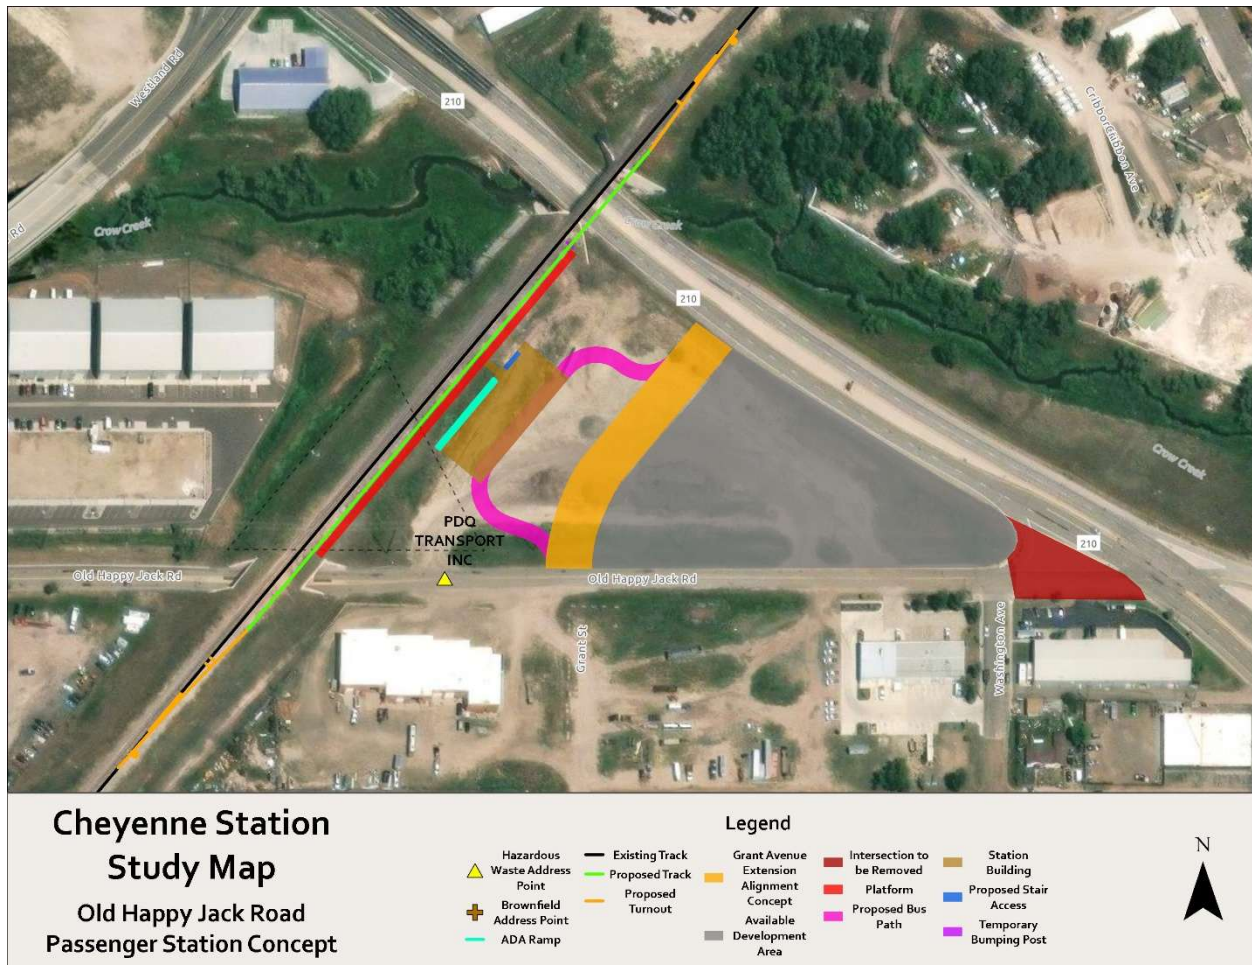 Westland Rd
210
Cribbon Ave
Crow Creek
Crow Creek
Rd
210
Crow Creek
PDQ
TRANSPORT
INC
210
Old Happy Jack Rd
Old Happy Jack Rd
Grant St
Washington Ave
Cheyenne Station
Study Map
Old Happy Jack Road
Passenger Station Concept
Legend
Hazardous
Waste Address
Point
Brownfield
Address Point
ADA Ramp
Existing Track
Proposed Track
Proposed
Turnout
Grant Avenue
Extension
Alignment
Concept
Available
Development
Area
Intersection to
be Removed
Platform
Proposed Bus
Path
Station
Building
Proposed Stair
Access
Temporary
Bumping Post
N